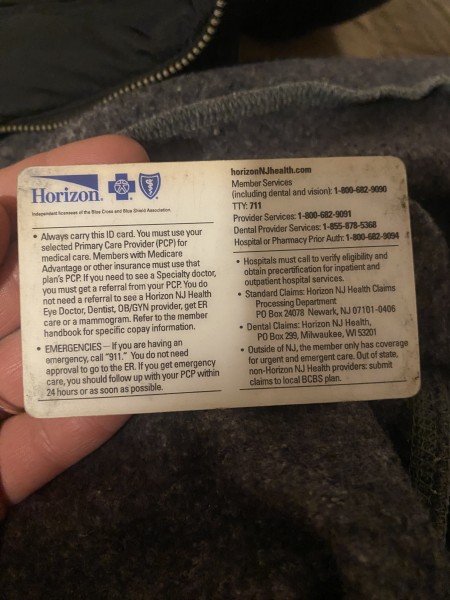 Horizon
Independent licensees of the Blue Cross and Blue Shield Association.
• Always carry this ID card. You must use your
selected Primary Care Provider (PCP) for
medical care. Members with Medicare
Advantage or other insurance must use that
plan's PCP. If you need to see a Specialty doctor,
you must get a referral from your PCP. You do
not need a referral to see a Horizon NJ Health
Eye Doctor, Dentist, OB/GYN provider, get ER
care or a mammogram. Refer to the member
handbook for specific copay information.
• EMERGENCIES — If you are having an
emergency, call "911." You do not need
approval to go to the ER. If you get emergency
care, you should follow up with your PCP within
24 hours or as soon as possible.
horizonNJhealth.com
Member Services
(including dental and vision): 1-800-682-9090
TTY: 711
Provider Services: 1-800-682-9091
Dental Provider Services: 1-855-878-5368
Hospital or Pharmacy Prior Auth: 1-800-682-9094
• Hospitals must call to verify eligibility and
obtain precertification for inpatient and
outpatient hospital services.
• Standard Claims: Horizon NJ Health Claims
Processing Department
PO Box 24078 Newark, NJ 07101-0406
• Dental Claims: Horizon NJ Health,
PO Box 299, Milwaukee, WI 53201
• Outside of NJ, the member only has coverage
for urgent and emergent care. Out of state,
non-Horizon NJ Health providers: submit
claims to local BCBS plan.